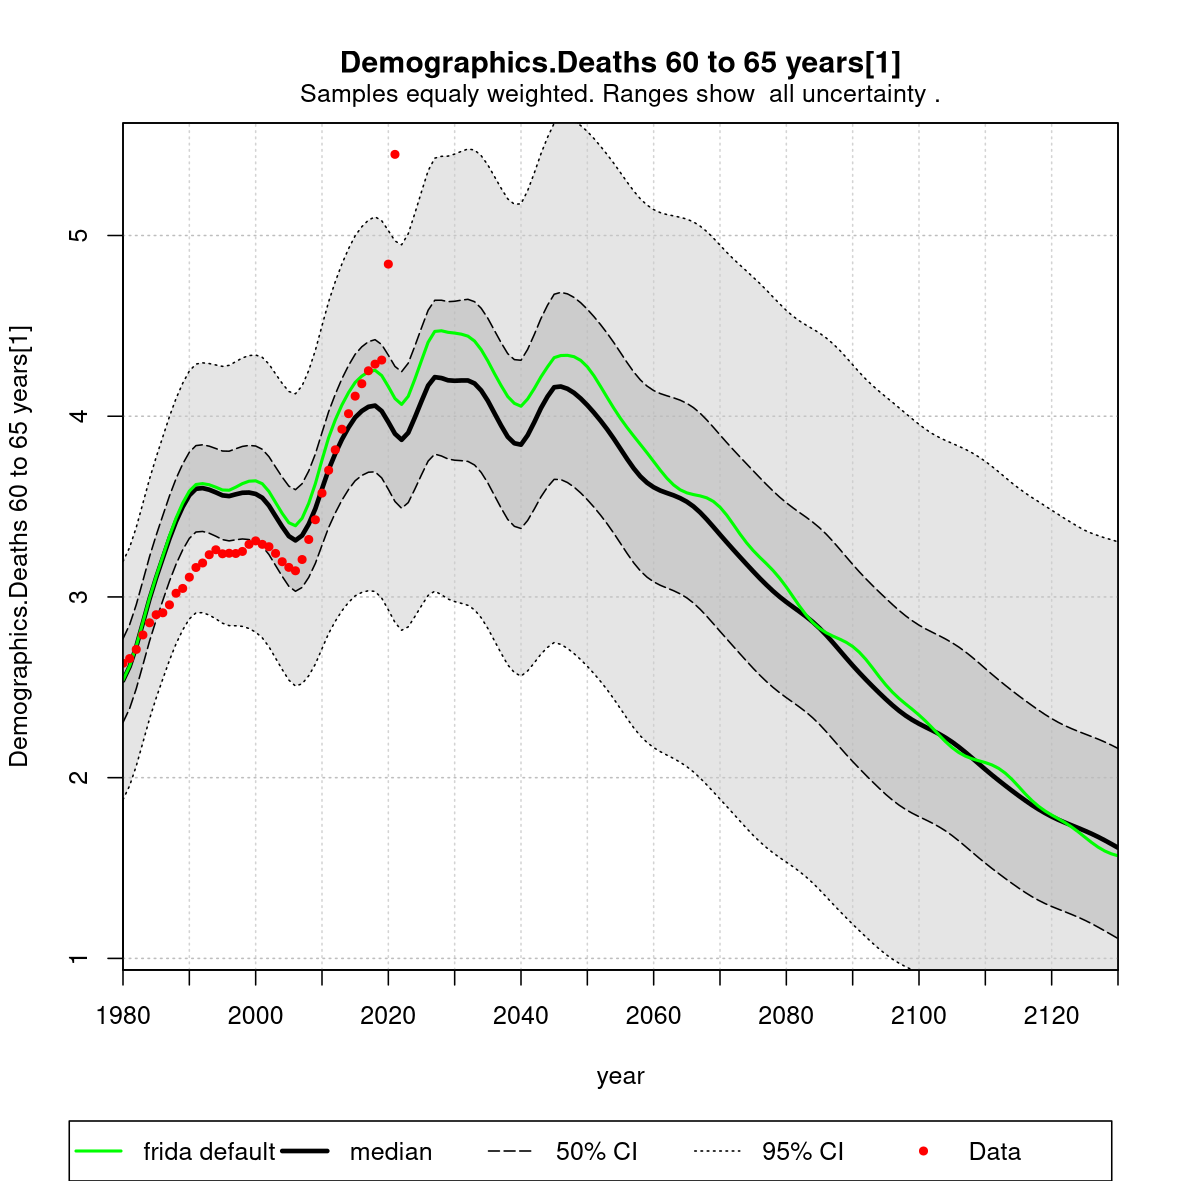 Demographics.Deaths 60 to 65 years[1]
Samples equaly weighted. Ranges show  all uncertainty .
Demographics.Deaths 60 to 65 years[1]
5
4
3
2
1
1980 2000 2020 2040 2060 2080 2100 2120
year
frida default median 50% CI 95% CI Data